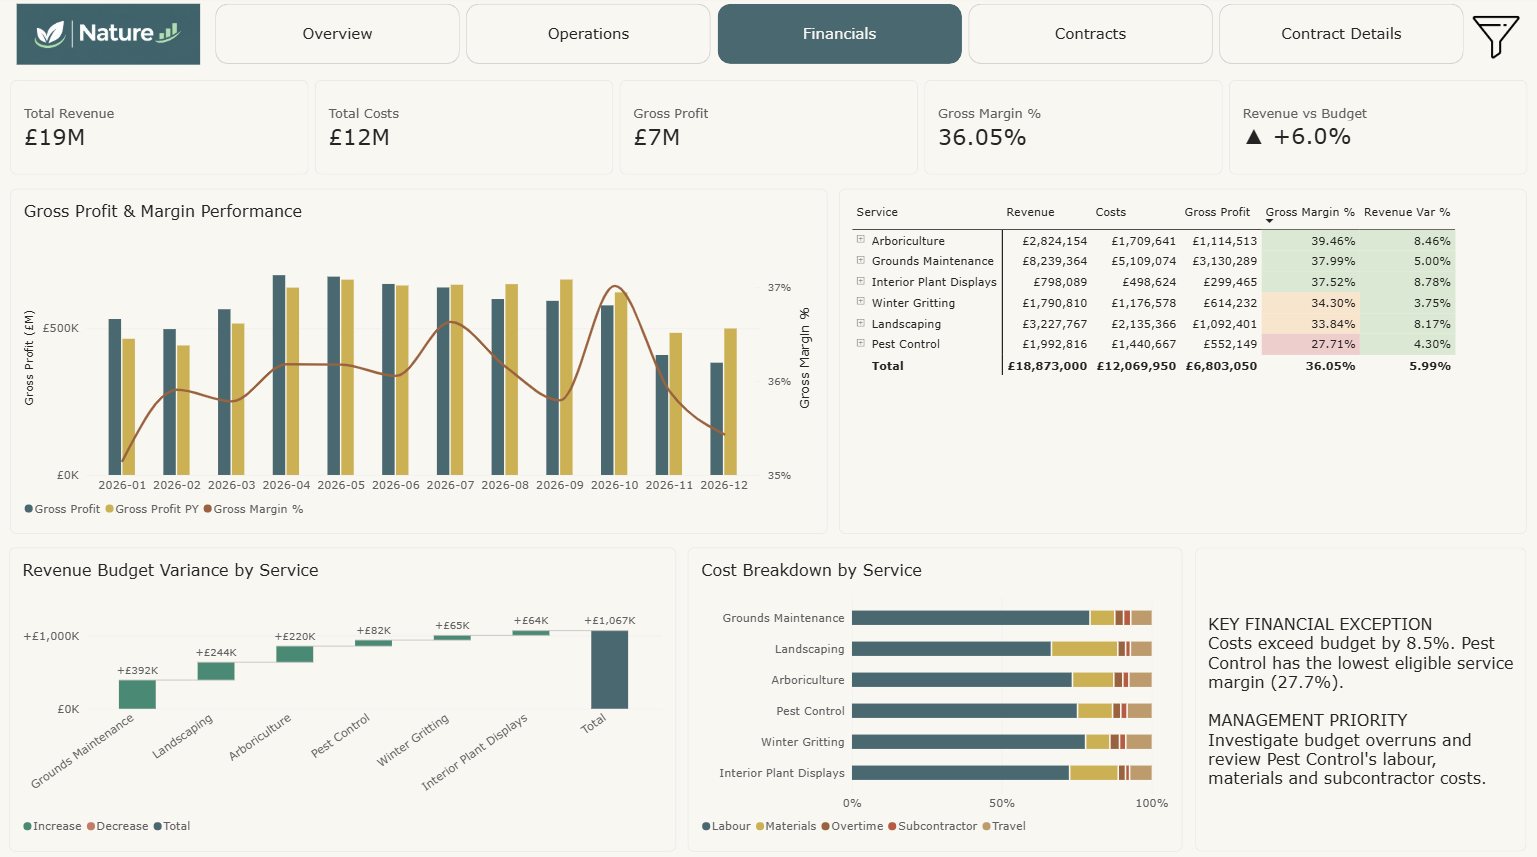 Nature
Overview
Operations
Financials
Contracts
Contract Details
Total Revenue
£19M
Total Costs
£12M
Gross Profit
£7M
Gross Margin %
36.05%
Revenue vs Budget
▲ +6.0%
Gross Profit & Margin Performance
Gross Profit (£M)
£500K
£0K
37%
36%
35%
Gross Margin %
2026-01 2026-02 2026-03 2026-04 2026-05 2026-06 2026-07 2026-08 2026-09 2026-10 2026-11 2026-12
Gross Profit Gross Profit PY Gross Margin %
Service Revenue Costs Gross Profit Gross Margin % Revenue Var %
Arboriculture £2,824,154 £1,709,641 £1,114,513 39.46% 8.46%
Grounds Maintenance £8,239,364 £5,109,074 £3,130,289 37.99% 5.00%
Interior Plant Displays £798,089 £498,624 £299,465 37.52% 8.78%
Winter Gritting £1,790,810 £1,176,578 £614,232 34.30% 3.75%
Landscaping £3,227,767 £2,135,366 £1,092,401 33.84% 8.17%
Pest Control £1,992,816 £1,440,667 £552,149 27.71% 4.30%
Total £18,873,000 £12,069,950 £6,803,050 36.05% 5.99%
Revenue Budget Variance by Service
+£1,000K
£0K
+£392K
+£244K
+£220K
+£82K
+£65K
+£64K
+£1,067K
Grounds Maintenance
Landscaping
Arboriculture
Pest Control
Winter Gritting
Interior Plant Displays
Total
Increase Decrease Total
Cost Breakdown by Service
Grounds Maintenance
Landscaping
Arboriculture
Pest Control
Winter Gritting
Interior Plant Displays
0% 50% 100%
Labour Materials Overtime Subcontractor Travel
KEY FINANCIAL EXCEPTION
Costs exceed budget by 8.5%. Pest
Control has the lowest eligible service
margin (27.7%).
MANAGEMENT PRIORITY
Investigate budget overruns and
review Pest Control's labour,
materials and subcontractor costs.